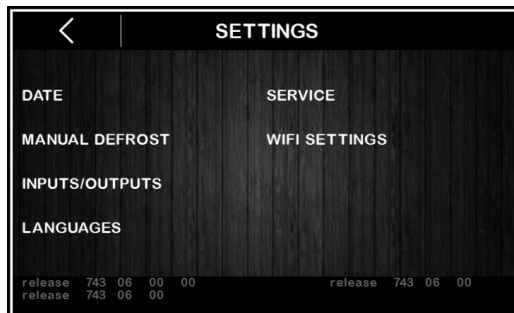 SETTINGS
DATE
MANUAL DEFROST
INPUTS/OUTPUTS
LANGUAGES
SERVICE
WIFI SETTINGS
release 743 06 00 00
release 743 06 00
release 743 06 00